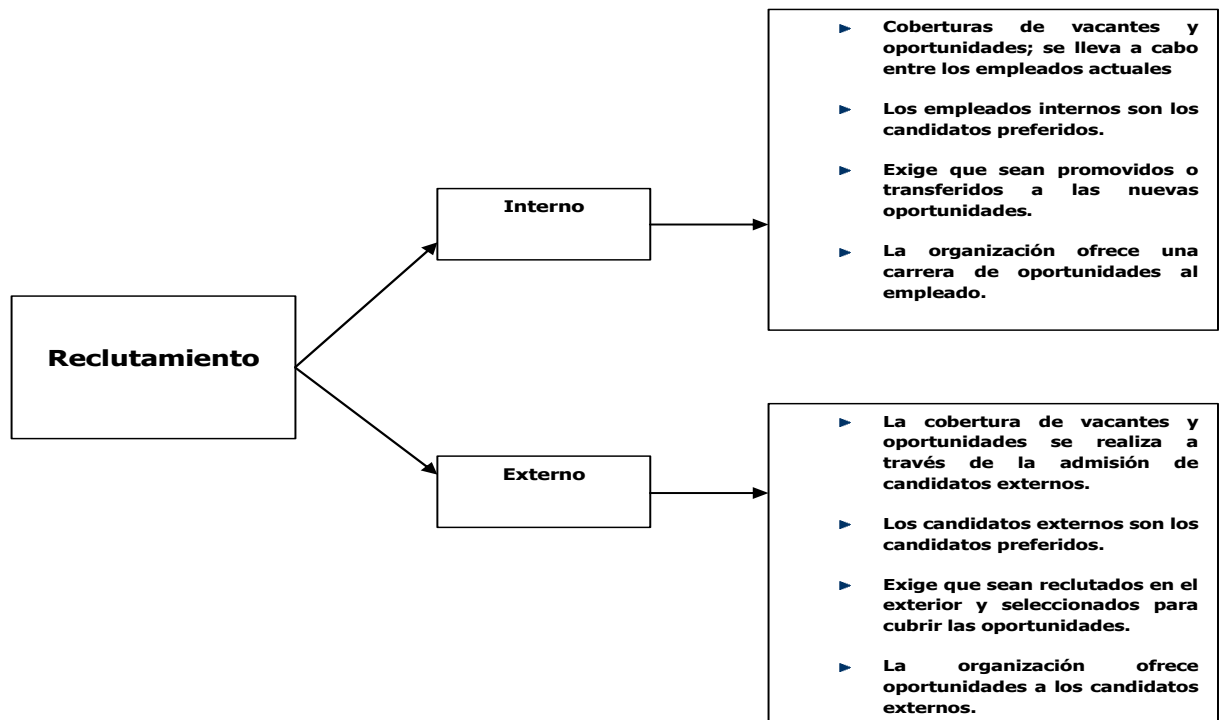 Reclutamiento
Interno
► Coberturas de vacantes y
oportunidades; se lleva a cabo
entre los empleados actuales
► Los empleados internos son los
candidatos preferidos.
► Exige que sean promovidos o
transferidos a las nuevas
oportunidades.
► La organización ofrece una
carrera de oportunidades al
empleado.
Externo
► La cobertura de vacantes y
oportunidades se realiza a
través de la admisión de
candidatos externos.
► Los candidatos externos son los
candidatos preferidos.
► Exige que sean reclutados en el
exterior y seleccionados para
cubrir las oportunidades.
► La organización ofrece
oportunidades a los candidatos
externos.